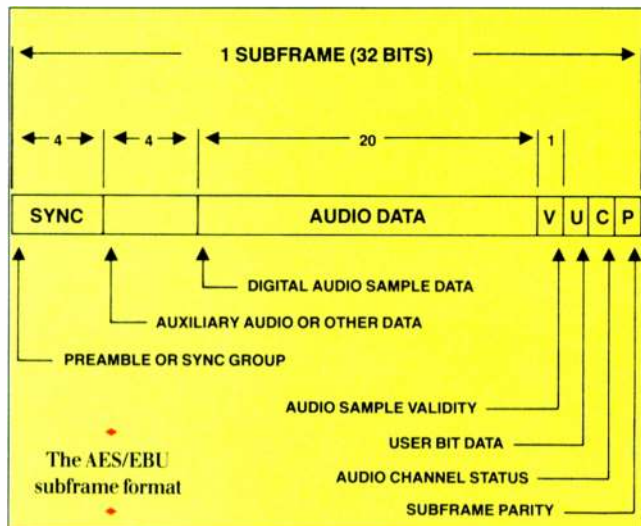 1 SUBFRAME (32 BITS)
4 4 20 1
SYNC AUDIO DATA V U C P
DIGITAL AUDIO SAMPLE DATA
AUXILIARY AUDIO OR OTHER DATA
PREAMBLE OR SYNC GROUP
AUDIO SAMPLE VALIDITY
USER BIT DATA
AUDIO CHANNEL STATUS
SUBFRAME PARITY
The AES/EBU
subframe format